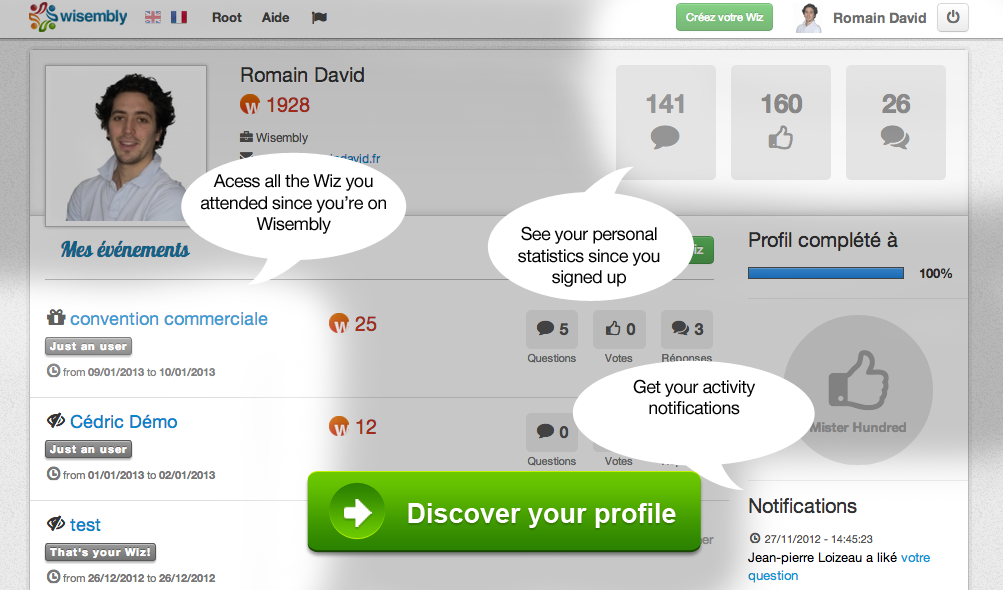 wisembly
Root
Aide
Créez votre Wiz
Romain David
Romain David
w 1928
Wisembly
david.fr
141
160
26
Acess all the Wiz you
attended since you're on
Wisembly
See your personal
statistics since you
signed up
iz
Mes événements
Profil complété à
100%
convention commerciale
w 25
5
0
3
Just an user
Questions
Votes
Réponses
from 09/01/2013 to 10/01/2013
Get your activity
notifications
Mister Hundred
Cédric Démo
w 12
0
Just an user
Questions
Votes
from 01/01/2013 to 02/01/2013
Discover your profile
test
That's your Wiz!
from 26/12/2012 to 26/12/2012
Notifications
27/11/2012 - 14:45:23
Jean-pierre Loizeau a liké votre
question